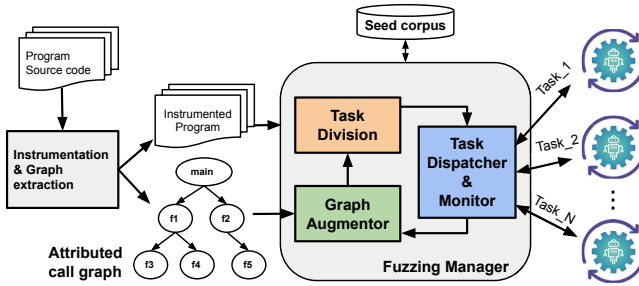 Program
Source code
Seed corpus
Instrumented
Program
Task
Division
Task
Dispatcher
&
Monitor
Task_1
Task_2
Task_N
Instrumentation
& Graph
extraction
main
f1
f2
f3
f4
f5
Graph
Augmentor
Attributed
call graph
Fuzzing Manager